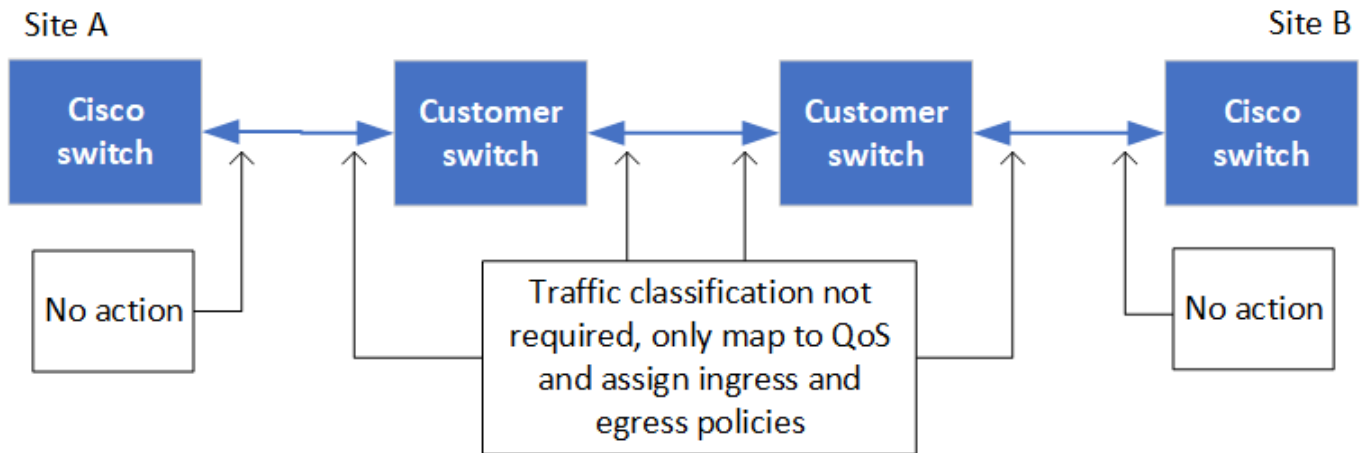 Site A
Site B
Cisco
switch
Customer
switch
Customer
switch
Cisco
switch
No action
Traffic classification not
required, only map to QoS
and assign ingress and
egress policies
No action